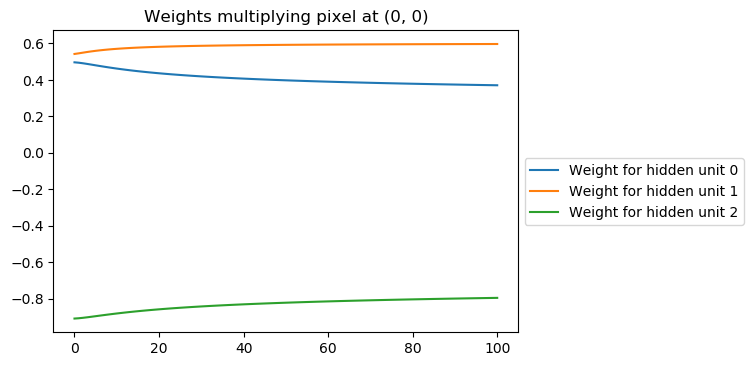 Weights multiplying pixel at (0, 0)
0.6
0.4
0.2
0.0
−0.2
−0.4
−0.6
−0.8
0 20 40 60 80 100
Weight for hidden unit 0
Weight for hidden unit 1
Weight for hidden unit 2